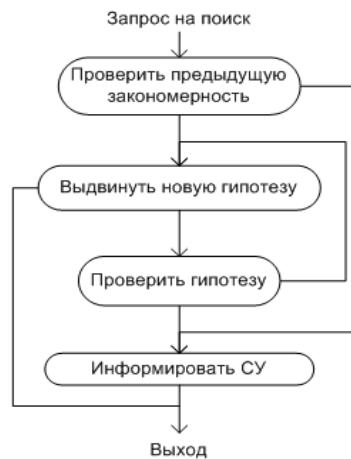 Запрос на поиск
Проверить предыдущую
закономерность
Выдвинуть новую гипотезу
Проверить гипотезу
Информировать СУ
Выход